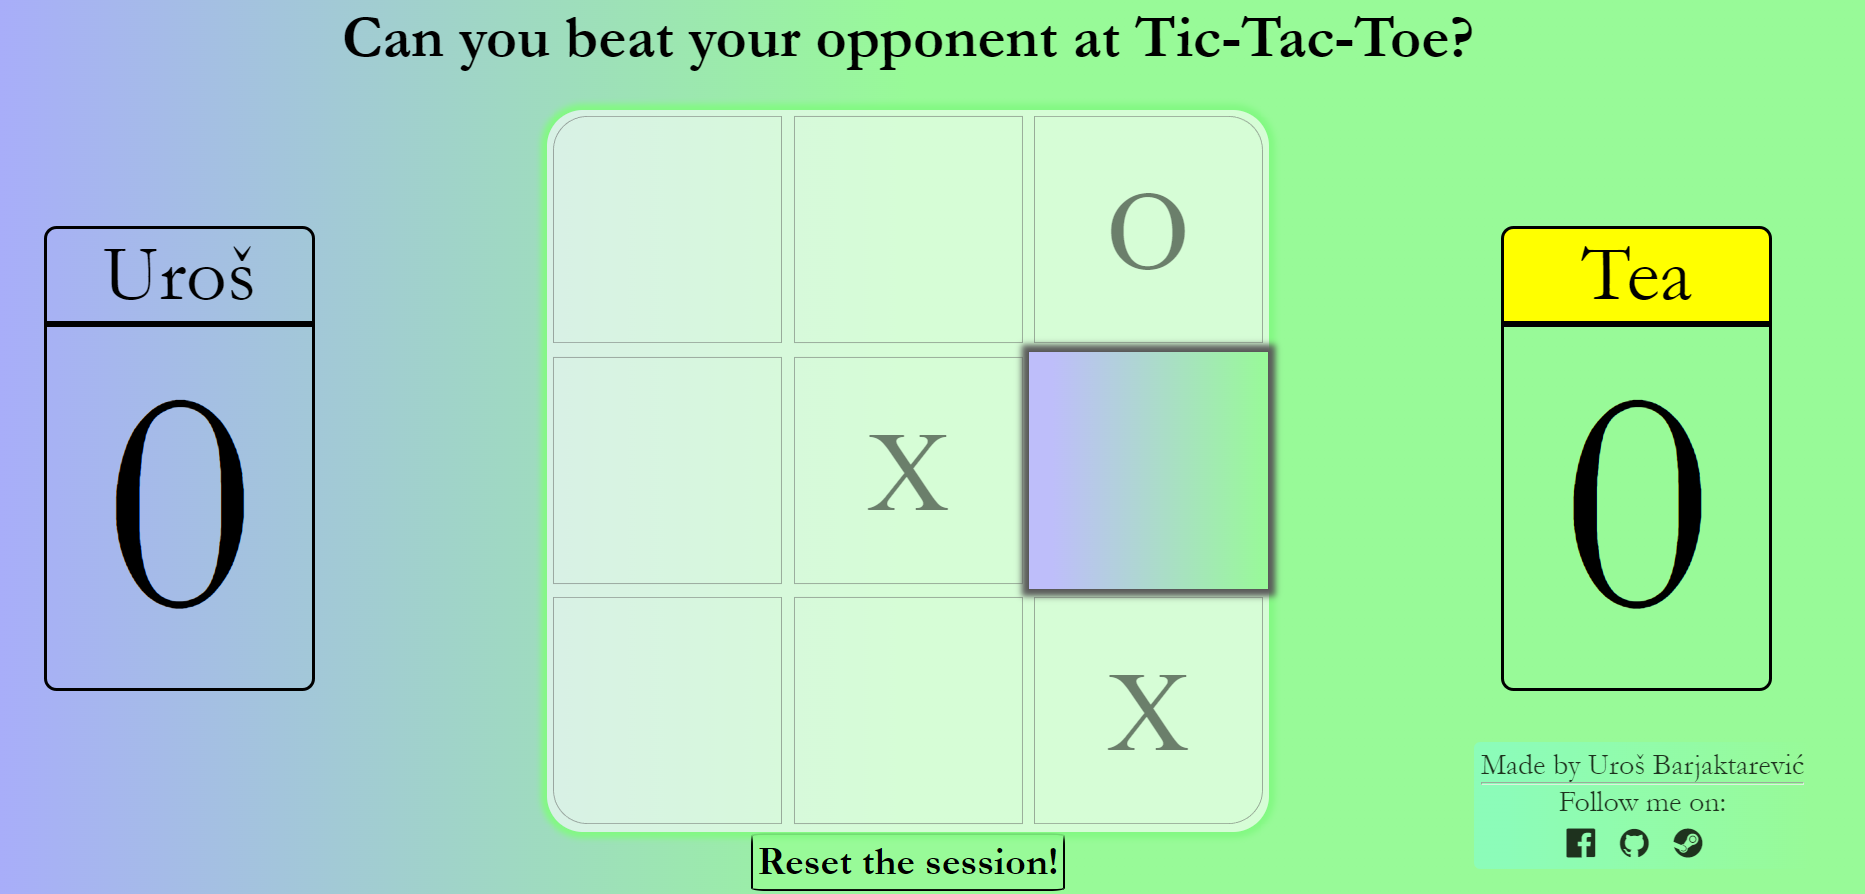 Can you beat your opponent at Tic-Tac-Toe?
O
Uroš
Tea
0
X
0
X
Made by Uroš Barjaktarević
Follow me on:
Reset the session!